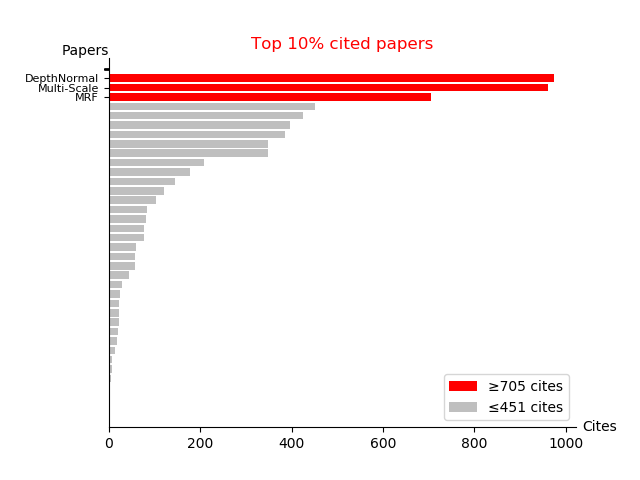 Top 10% cited papers
Papers
DepthNormal
Multi-Scale
MRF
≥705 cites
≤451 cites
0 200 400 600 800 1000
Cites